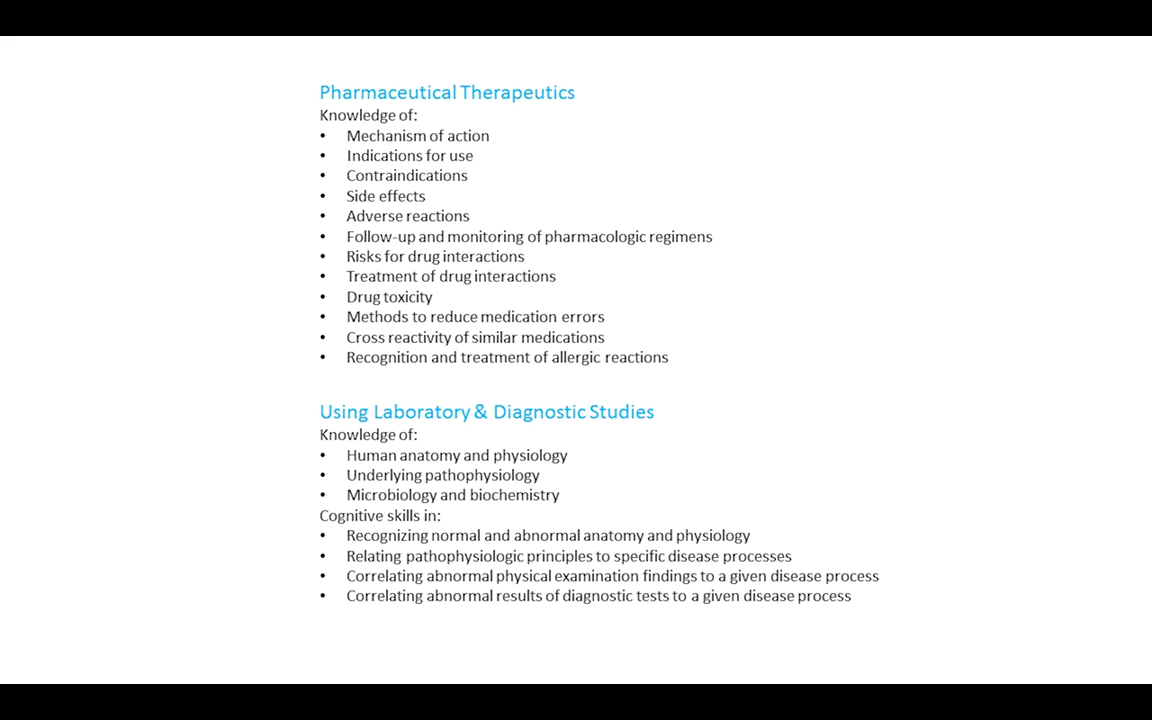 Pharmaceutical Therapeutics
Knowledge of:
• Mechanism of action
• Indications for use
• Contraindications
• Side effects
• Adverse reactions
• Follow-up and monitoring of pharmacologic regimens
• Risks for drug interactions
• Treatment of drug interactions
• Drug toxicity
• Methods to reduce medication errors
• Cross reactivity of similar medications
• Recognition and treatment of allergic reactions
Using Laboratory & Diagnostic Studies
Knowledge of:
• Human anatomy and physiology
• Underlying pathophysiology
• Microbiology and biochemistry
Cognitive skills in:
• Recognizing normal and abnormal anatomy and physiology
• Relating pathophysiologic principles to specific disease processes
• Correlating abnormal physical examination findings to a given disease process
• Correlating abnormal results of diagnostic tests to a given disease process